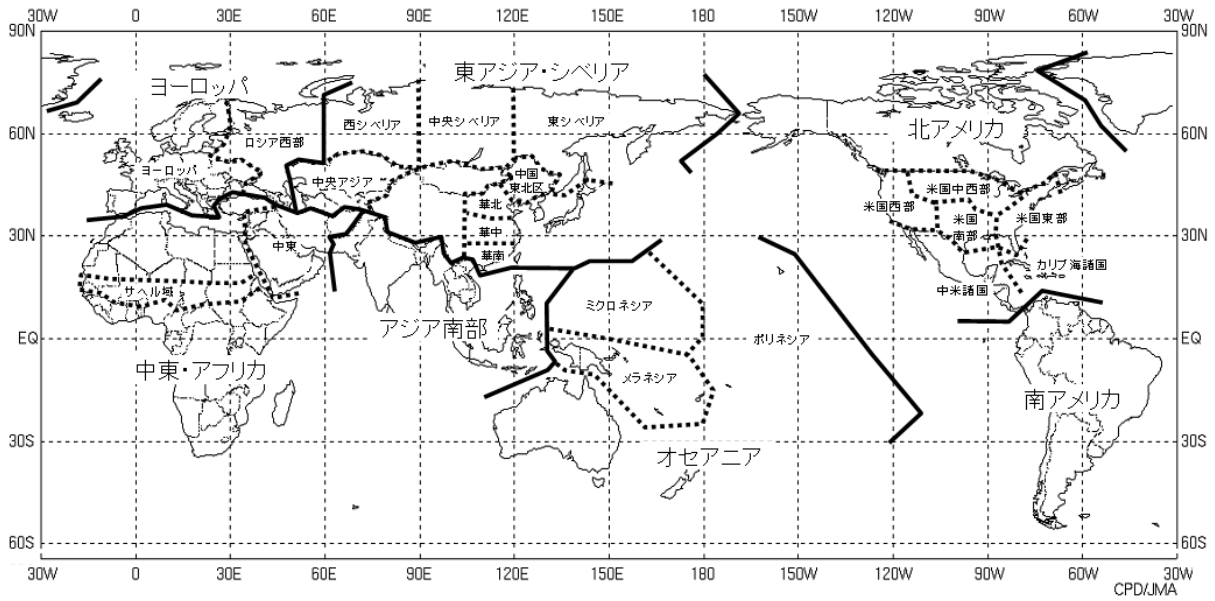 30W 0 30E 60E 90E 120E 150E 180 150W 120W 90W 60W 30W
90N 90N
ヨーロッパ 東アジア・シベリア
西シベリア 中央シベリア 東シベリア
ロシア西部 北アメリカ
60N 60N
ヨーロッパ 中央アジア 中国
東北区
米国中西部
華北 米国西部 米国
南部 米国東部
華中
30N 30N
中東 華南
カリブ海諸国
サヘル域 ミクロネシア 中米諸国
アジア南部
EQ ポリネシア EQ
中東・アフリカ メラネシア
南アメリカ
30S 30S
オセアニア
60S 60S
30W 0 30E 60E 90E 120E 150E 180 150W 120W 90W 60W 30W
CPD/JMA